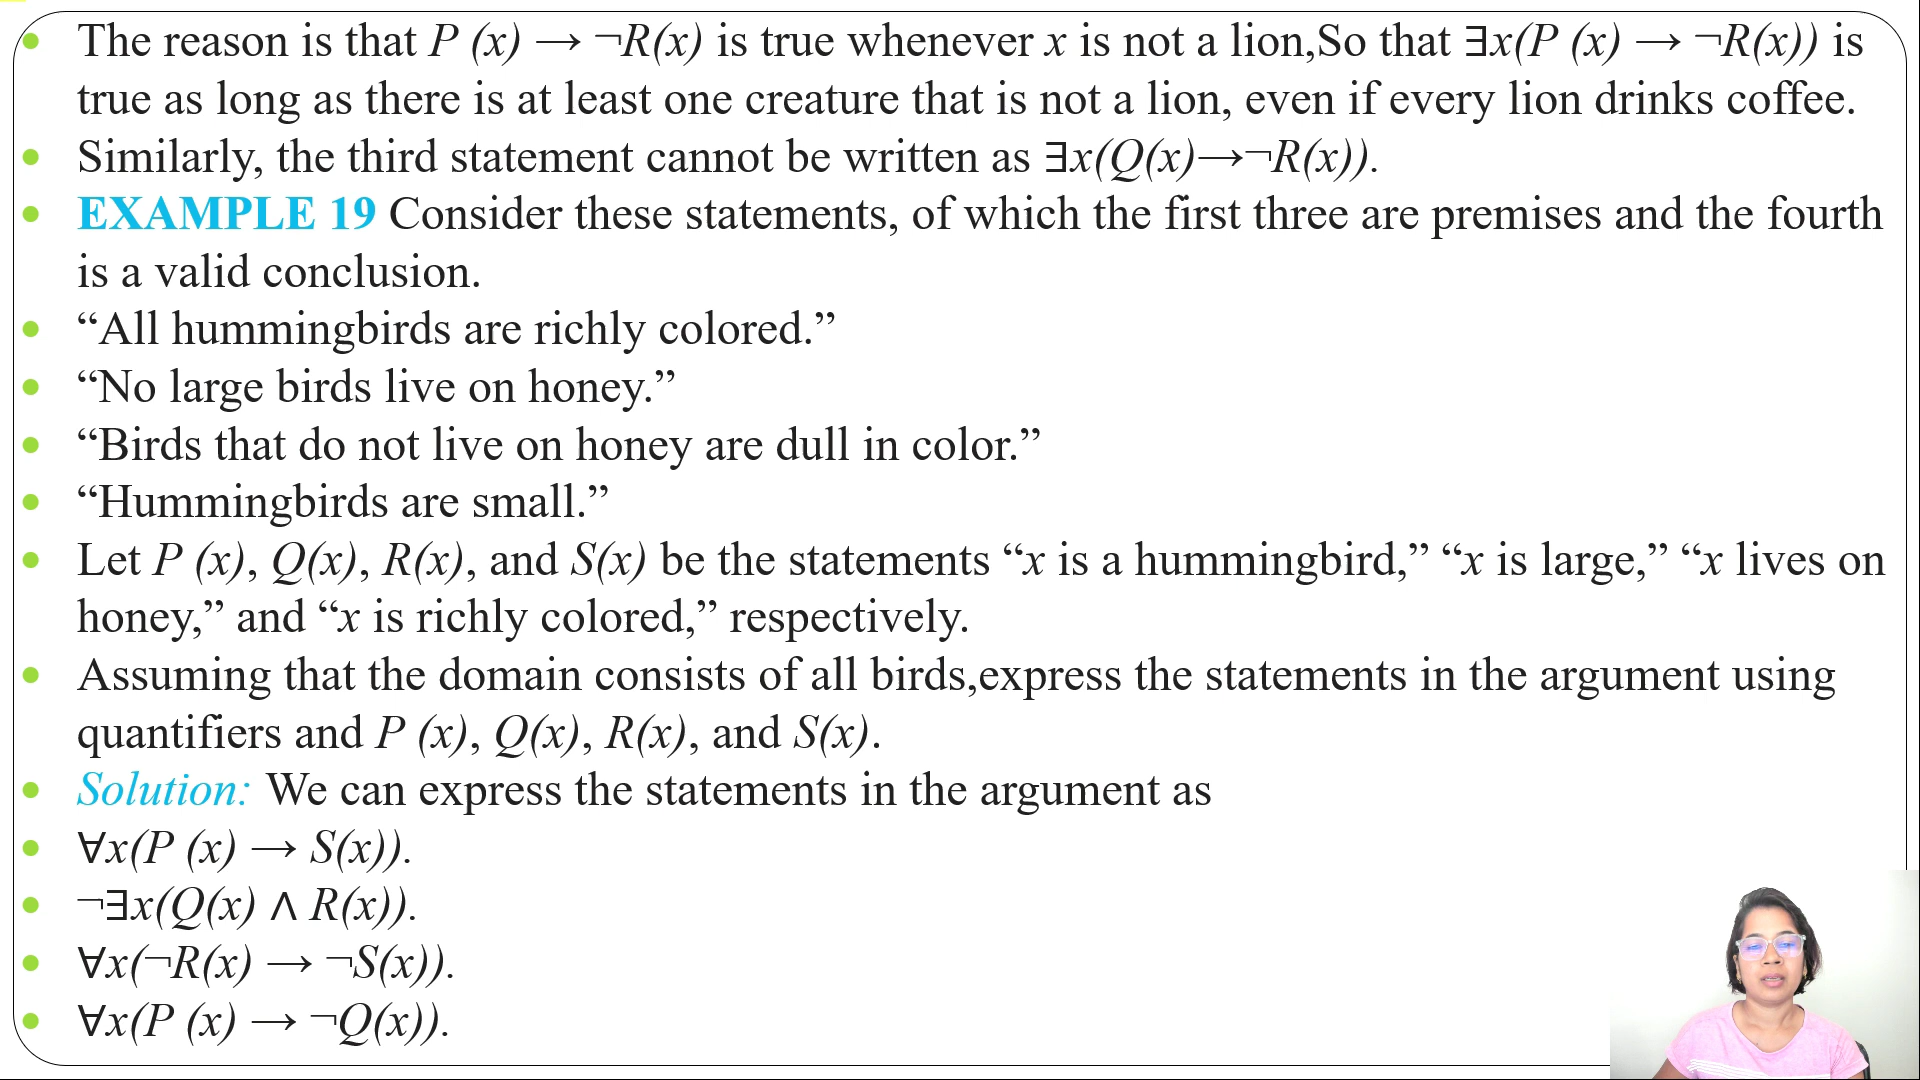 The reason is that P (x) → ¬R(x) is true whenever x is not a lion,So that ∃x(P (x) → ¬R(x)) is
true as long as there is at least one creature that is not a lion, even if every lion drinks coffee.
Similarly, the third statement cannot be written as ∃x(Q(x)→¬R(x)).
EXAMPLE 19 Consider these statements, of which the first three are premises and the fourth
is a valid conclusion.
“All hummingbirds are richly colored.”
“No large birds live on honey.”
“Birds that do not live on honey are dull in color.”
“Hummingbirds are small.”
Let P (x), Q(x), R(x), and S(x) be the statements “x is a hummingbird,” “x is large,” “x lives on
honey,” and “x is richly colored,” respectively.
Assuming that the domain consists of all birds,express the statements in the argument using
quantifiers and P (x), Q(x), R(x), and S(x).
Solution: We can express the statements in the argument as
∀x(P (x) → S(x)).
¬∃x(Q(x) ∧ R(x)).
∀x(¬R(x) → ¬S(x)).
∀x(P (x) → ¬Q(x)).